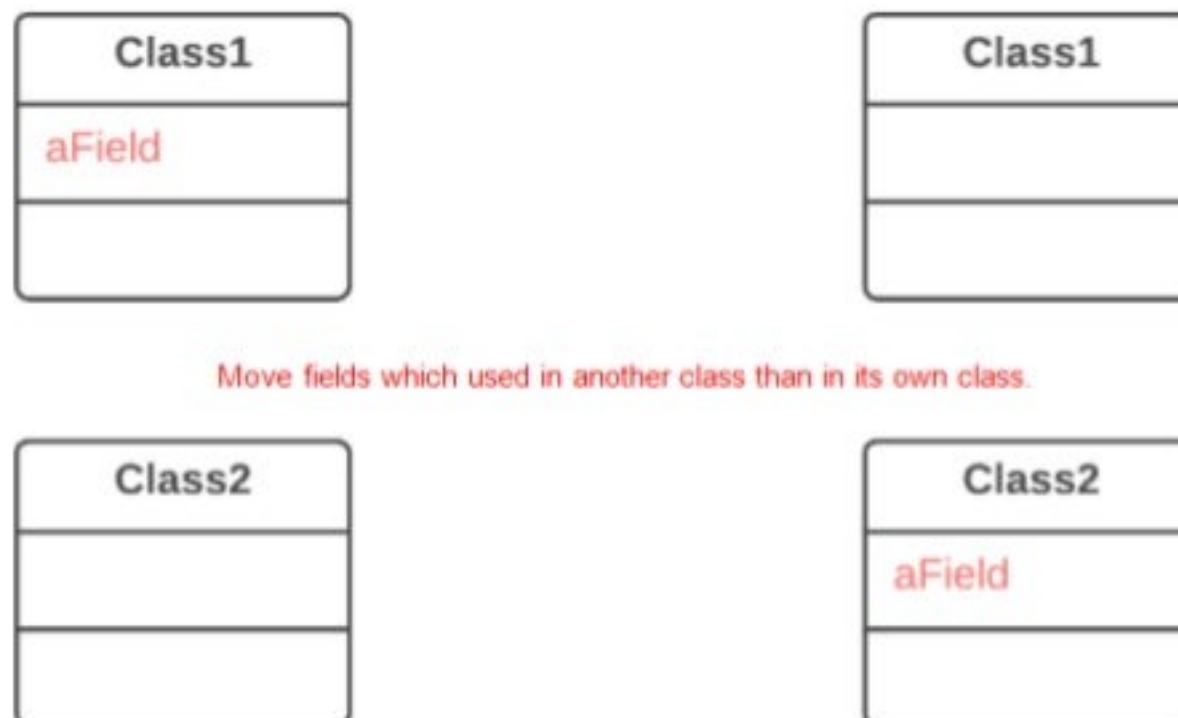 Class1
Class1
aField
Move fields which used in another class than in its own class.
Class2
Class2
aField